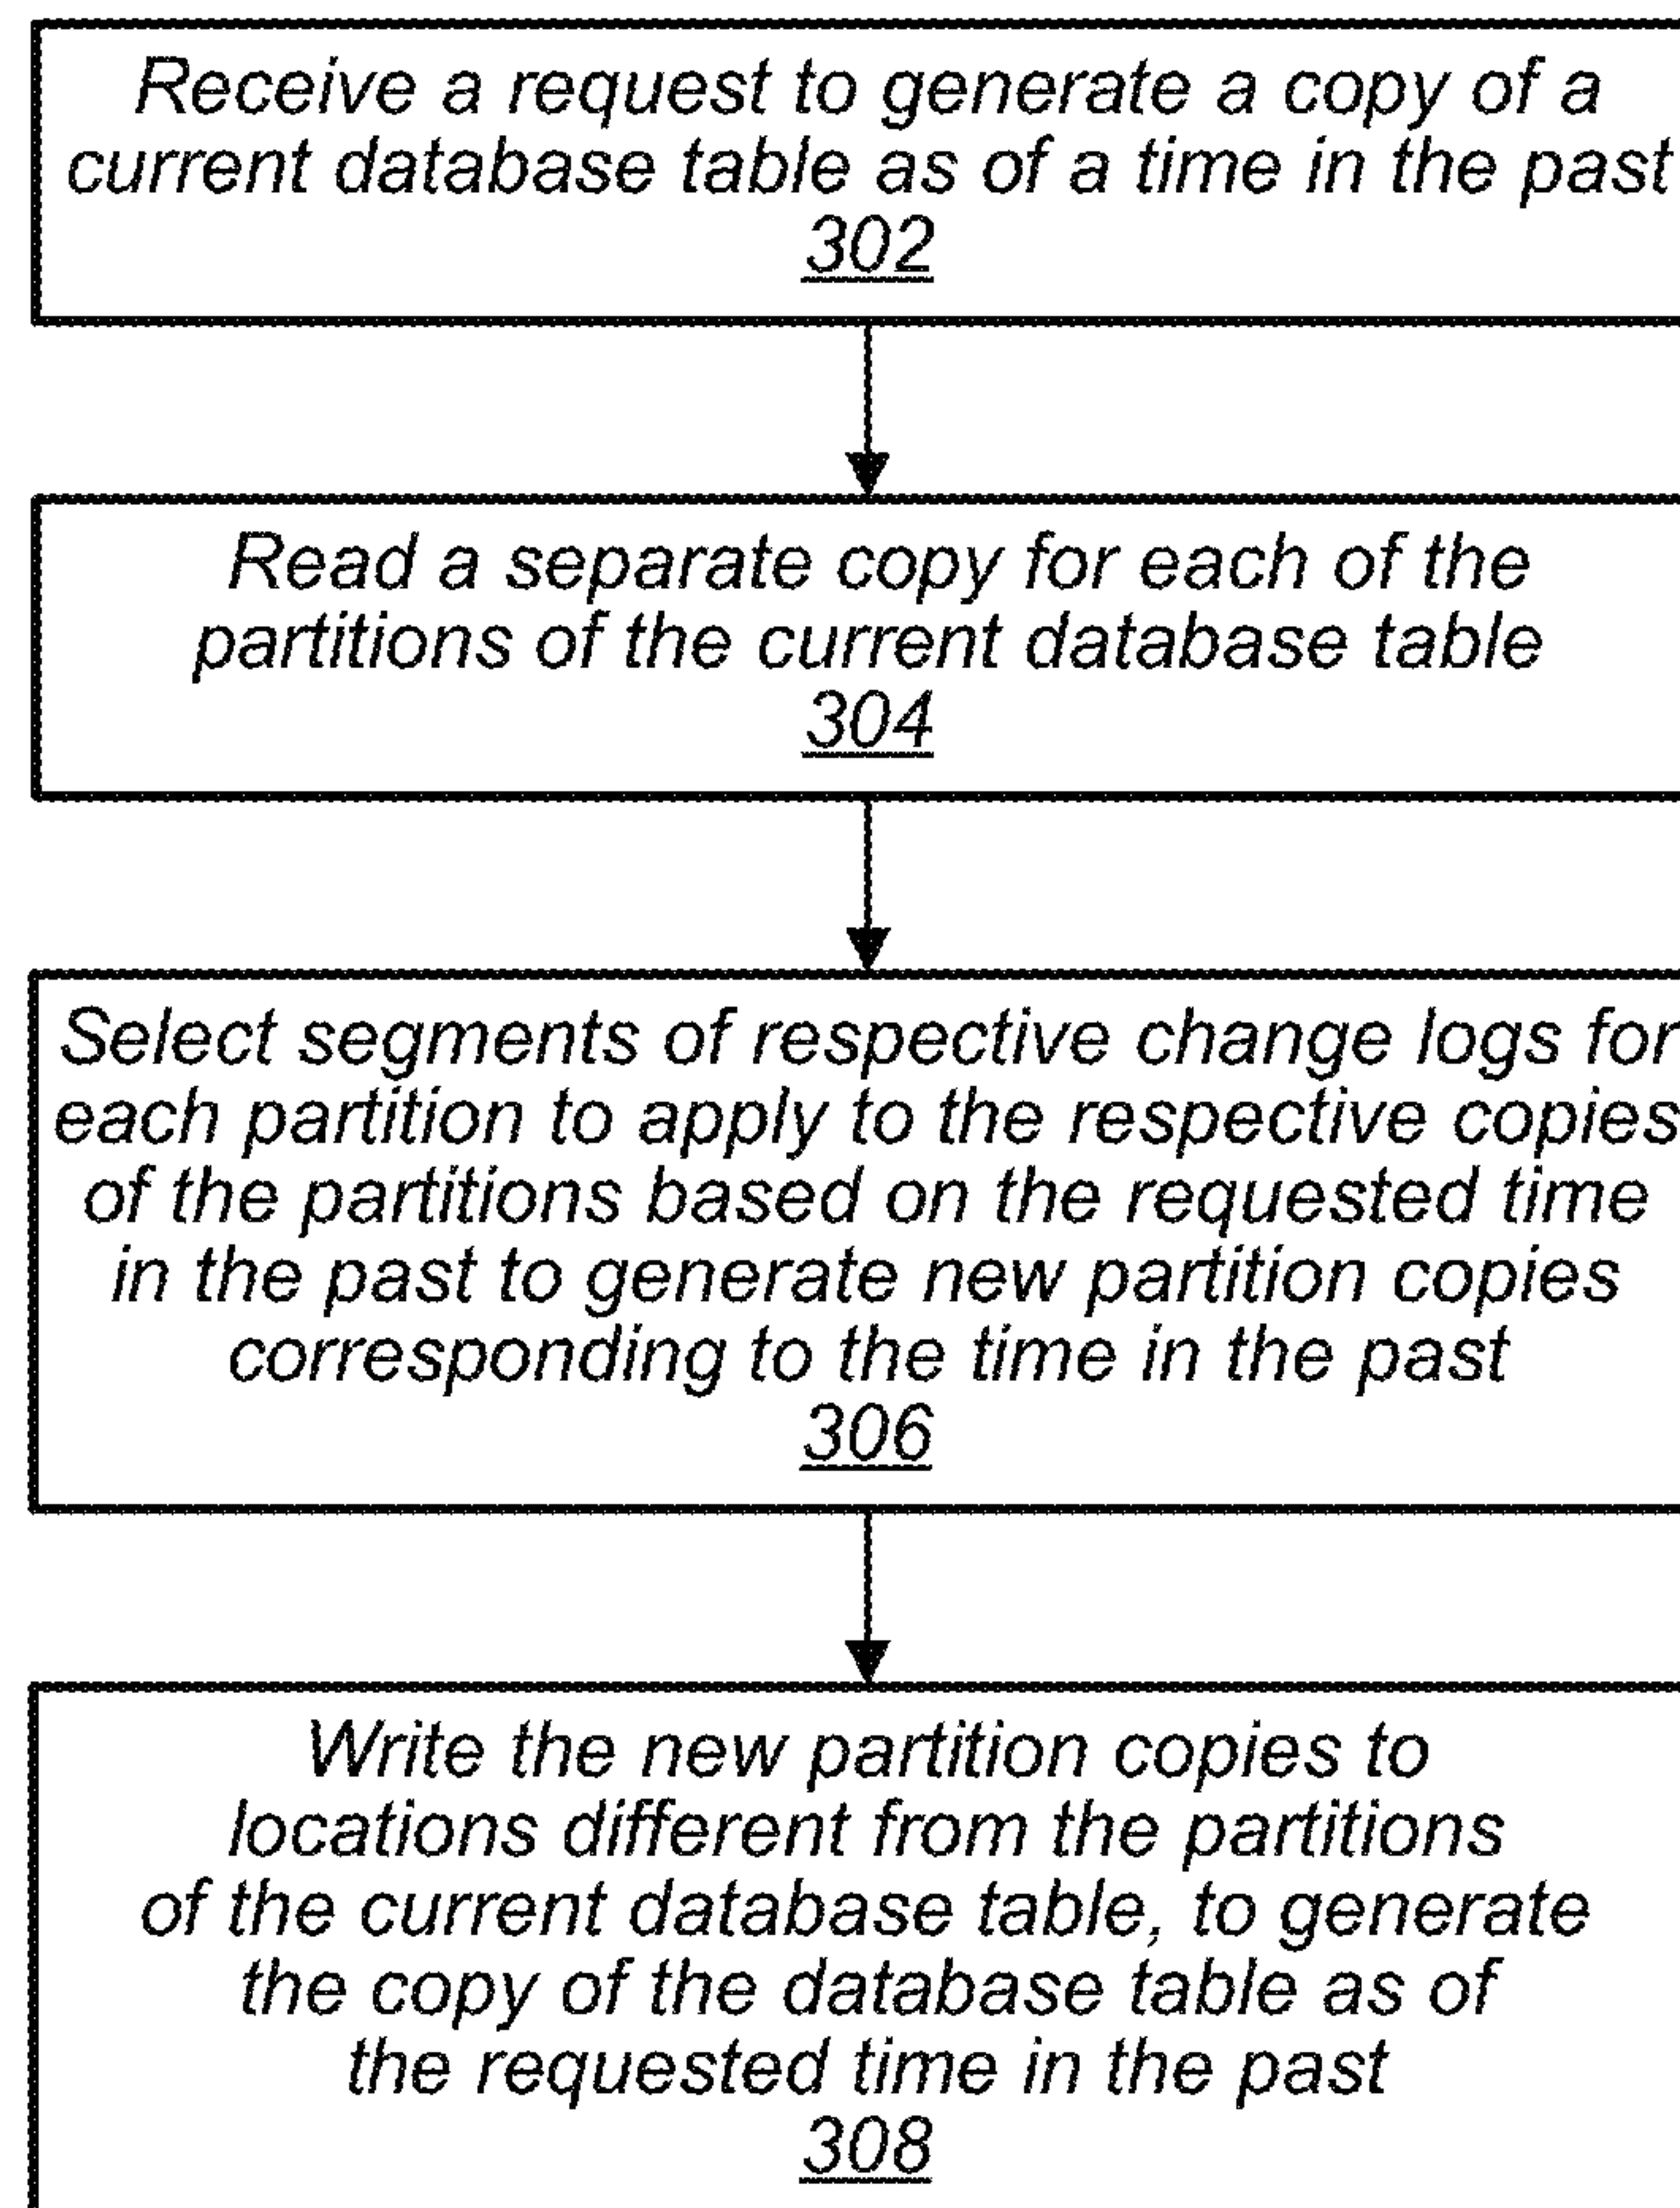 Receive a request to generate a copy of a
current database table as of a time in the past
302
Read a separate copy for each of the
partitions of the current database table
304
Select segments of respective change logs for
each partition to apply to the respective copies
of the partitions based on the requested time
in the past to generate new partition copies
corresponding to the time in the past
306
Write the new partition copies to
locations different from the partitions
of the current database table, to generate
the copy of the database table as of
the requested time in the past
308